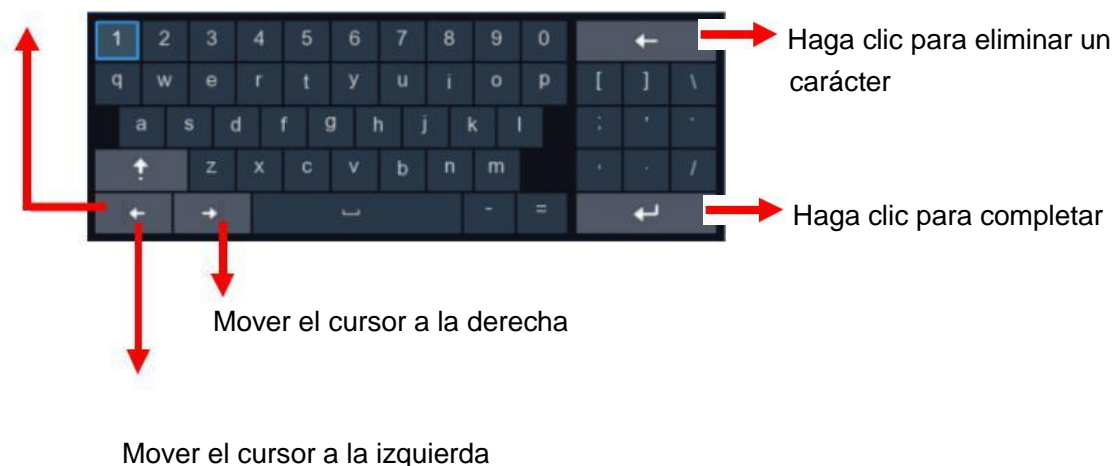 1 2 3 4 5 6 7 8 9 0 ←
Haga clic para eliminar un
carácter
q w e r t y u i o p [ ] \
a s d f g h j k l ;
z x c v b n m /
← → - = ↵
Haga clic para completar
Mover el cursor a la derecha
Mover el cursor a la izquierda